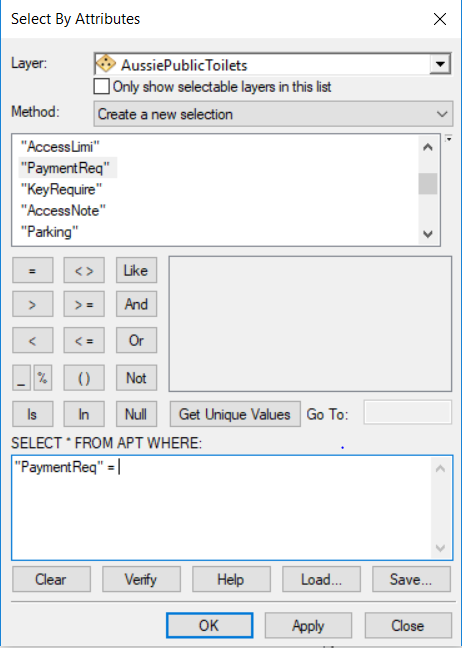 Select By Attributes
Layer: AussiePublicToilets
Only show selectable layers in this list
Method: Create a new selection
"AccessLimi"
"PaymentReq"
"KeyRequire"
"AccessNote"
"Parking"
= < > Like
> > = And
< < = Or
_ % ( ) Not
Is In Null Get Unique Values Go To:
SELECT * FROM APT WHERE:
"PaymentReq" =
Clear Verify Help Load... Save...
OK Apply Close